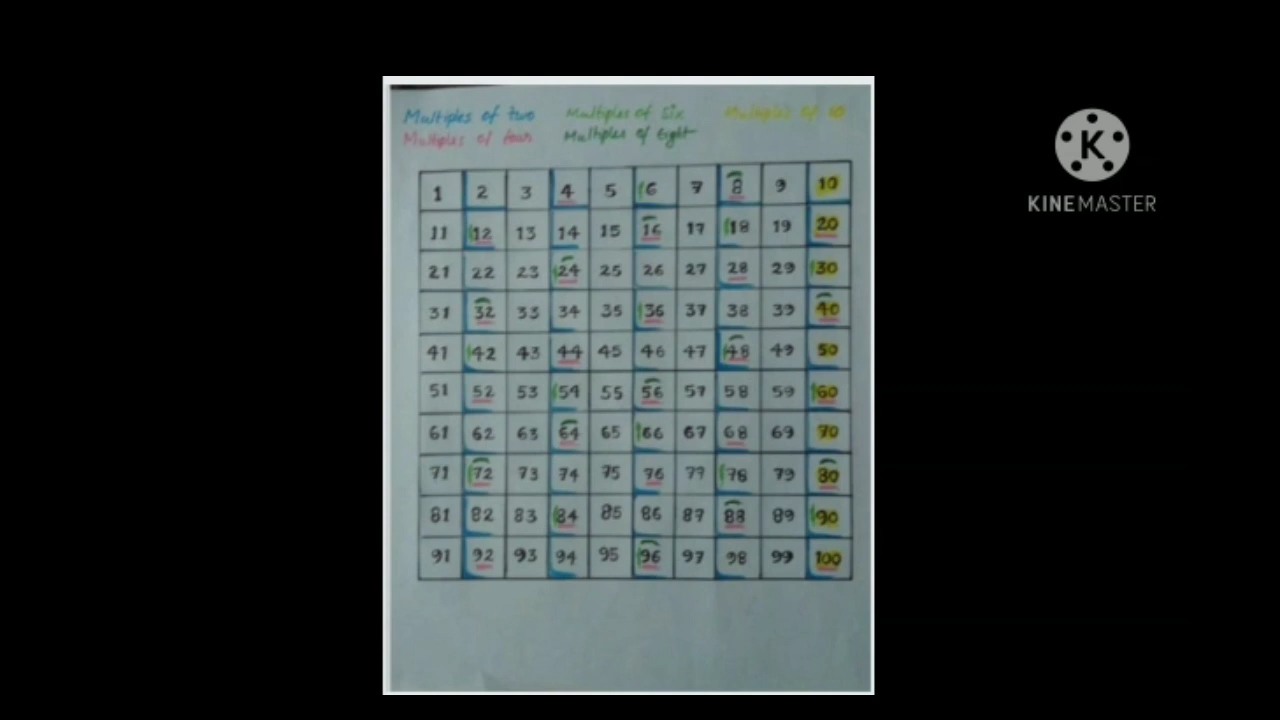 Multiples of two Multiples of six Multiples of 10
Multiples of four Multiples of Eight
1 2 3 4 5 6 7 8 9 10
11 12 13 14 15 16 17 18 19 20
21 22 23 24 25 26 27 28 29 30
31 32 33 34 35 36 37 38 39 40
41 42 43 44 45 46 47 48 49 50
51 52 53 54 55 56 57 58 59 60
61 62 63 64 65 66 67 68 69 70
71 72 73 74 75 76 77 78 79 80
81 82 83 84 85 86 87 88 89 90
91 92 93 94 95 96 97 98 99 100
K
KINEMASTER